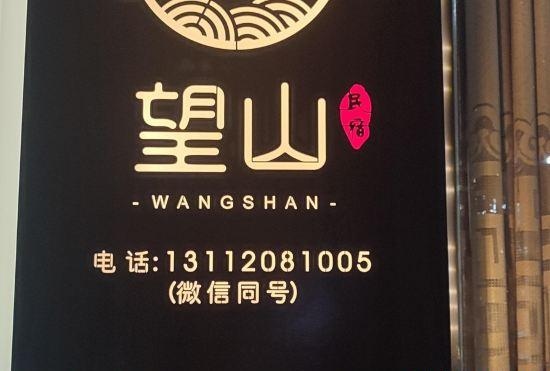 望山
民宿
- WANGSHAN -
电话:13112081005
(微信同号)